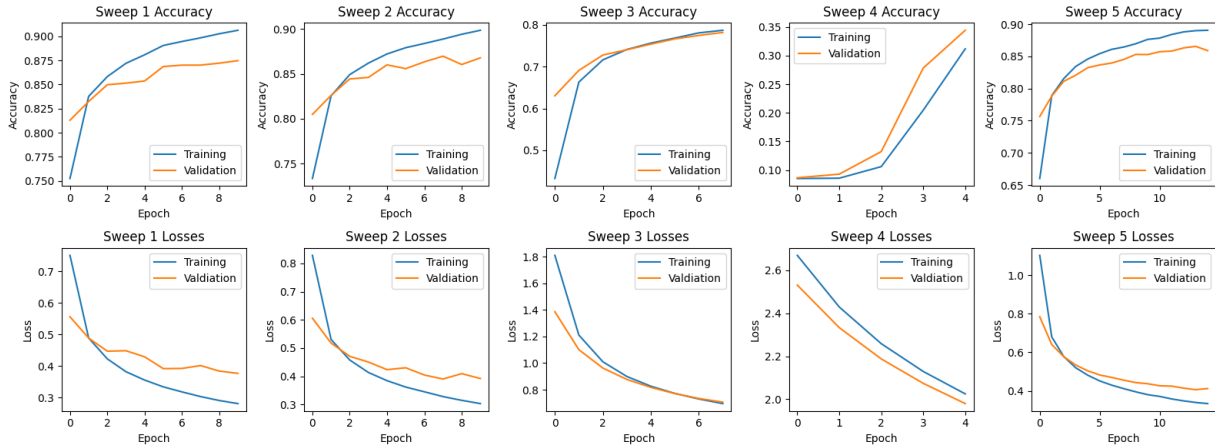 Sweep 1 Accuracy
Accuracy
0.900
0.875
0.850
0.825
0.800
0.775
0.750
Training
Validation
0 2 4 6 8
Epoch
Sweep 2 Accuracy
Accuracy
0.90
0.85
0.80
0.75
Training
Validation
0 2 4 6 8
Epoch
Sweep 3 Accuracy
Accuracy
0.8
0.7
0.6
0.5
Training
Validation
0 2 4 6
Epoch
Sweep 4 Accuracy
Accuracy
0.35
0.30
0.25
0.20
0.15
0.10
Training
Validation
0 1 2 3 4
Epoch
Sweep 5 Accuracy
Accuracy
0.90
0.85
0.80
0.75
0.70
0.65
Training
Validation
0 5 10
Epoch
Sweep 1 Losses
Loss
0.7
0.6
0.5
0.4
0.3
Training
Valdiation
0 2 4 6 8
Epoch
Sweep 2 Losses
Loss
0.8
0.7
0.6
0.5
0.4
0.3
Training
Valdiation
0 2 4 6 8
Epoch
Sweep 3 Losses
Loss
1.8
1.6
1.4
1.2
1.0
0.8
Training
Valdiation
0 2 4 6
Epoch
Sweep 4 Losses
Loss
2.6
2.4
2.2
2.0
Training
Valdiation
0 1 2 3 4
Epoch
Sweep 5 Losses
Loss
1.0
0.8
0.6
0.4
Training
Valdiation
0 5 10
Epoch